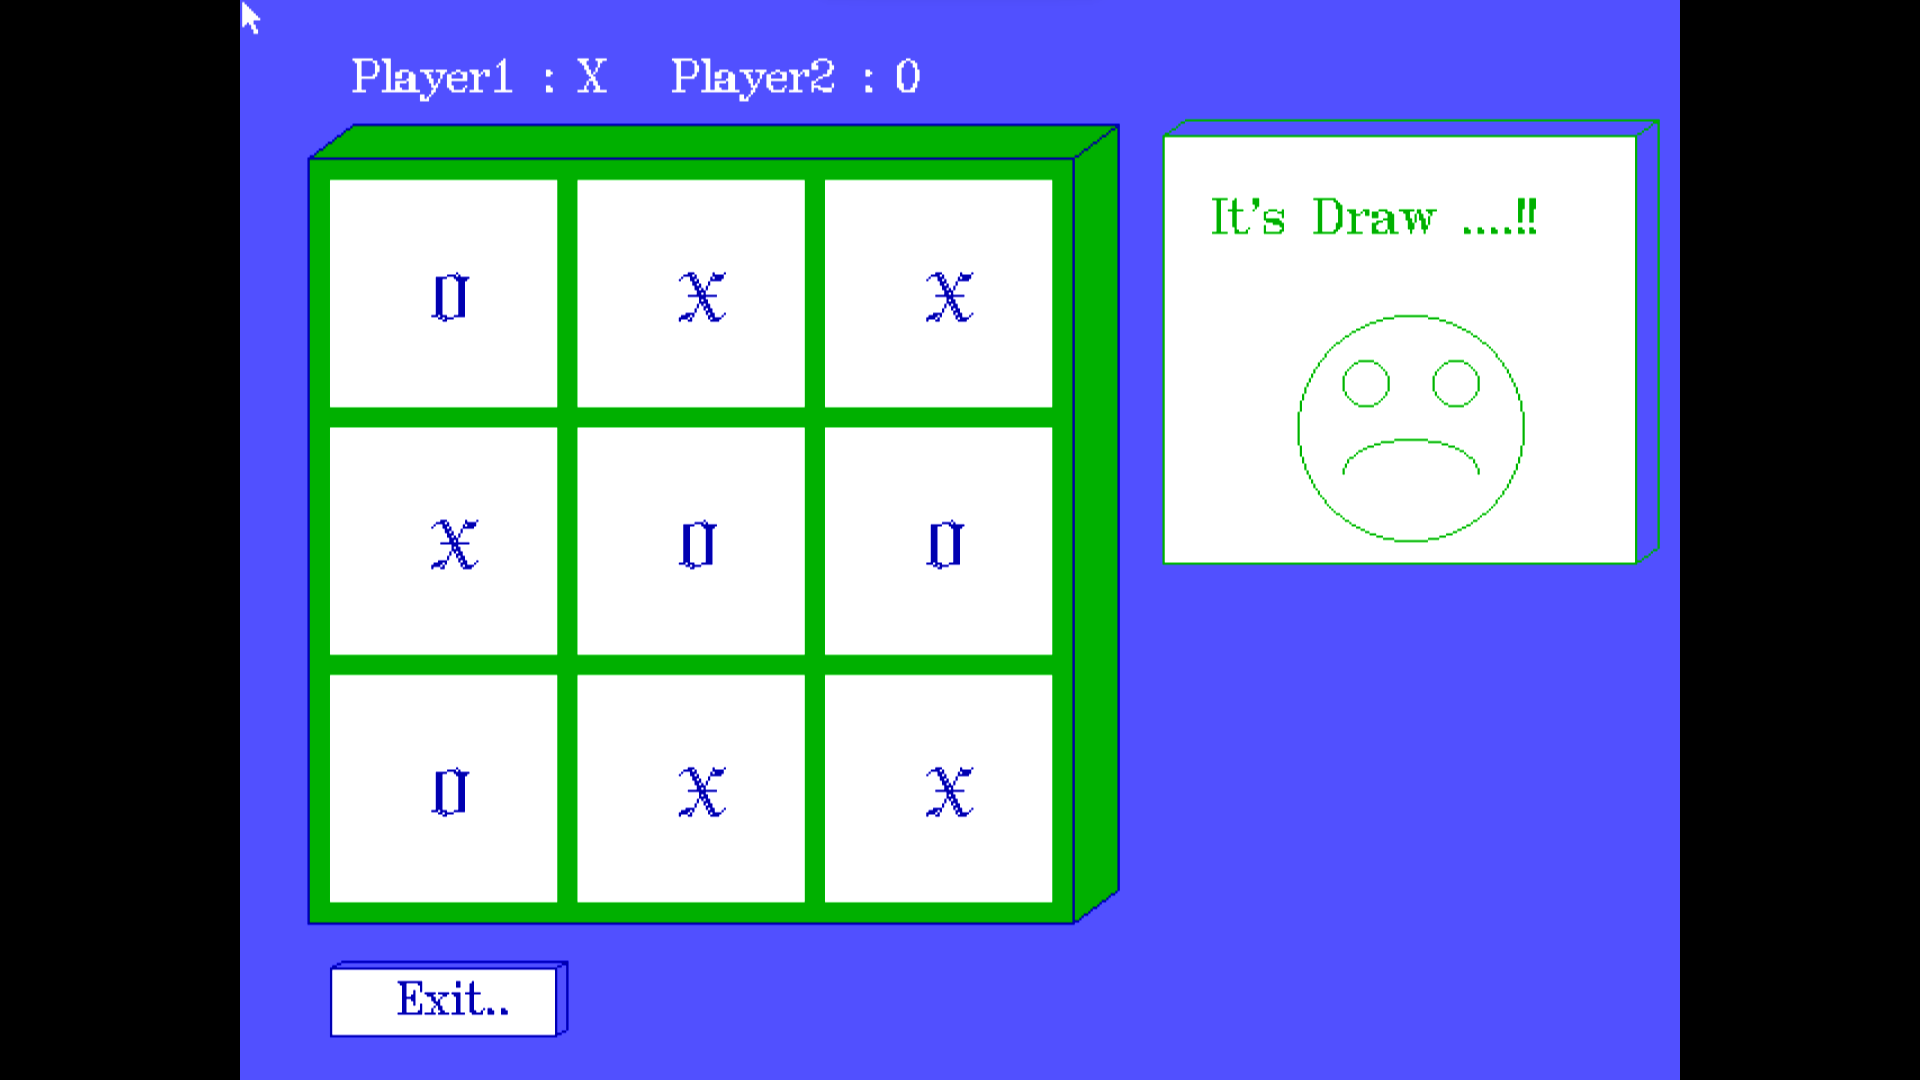 Player1 : X Player2 : 0
It's Draw ....!!
0 X X
X 0 0
0 X X
Exit..